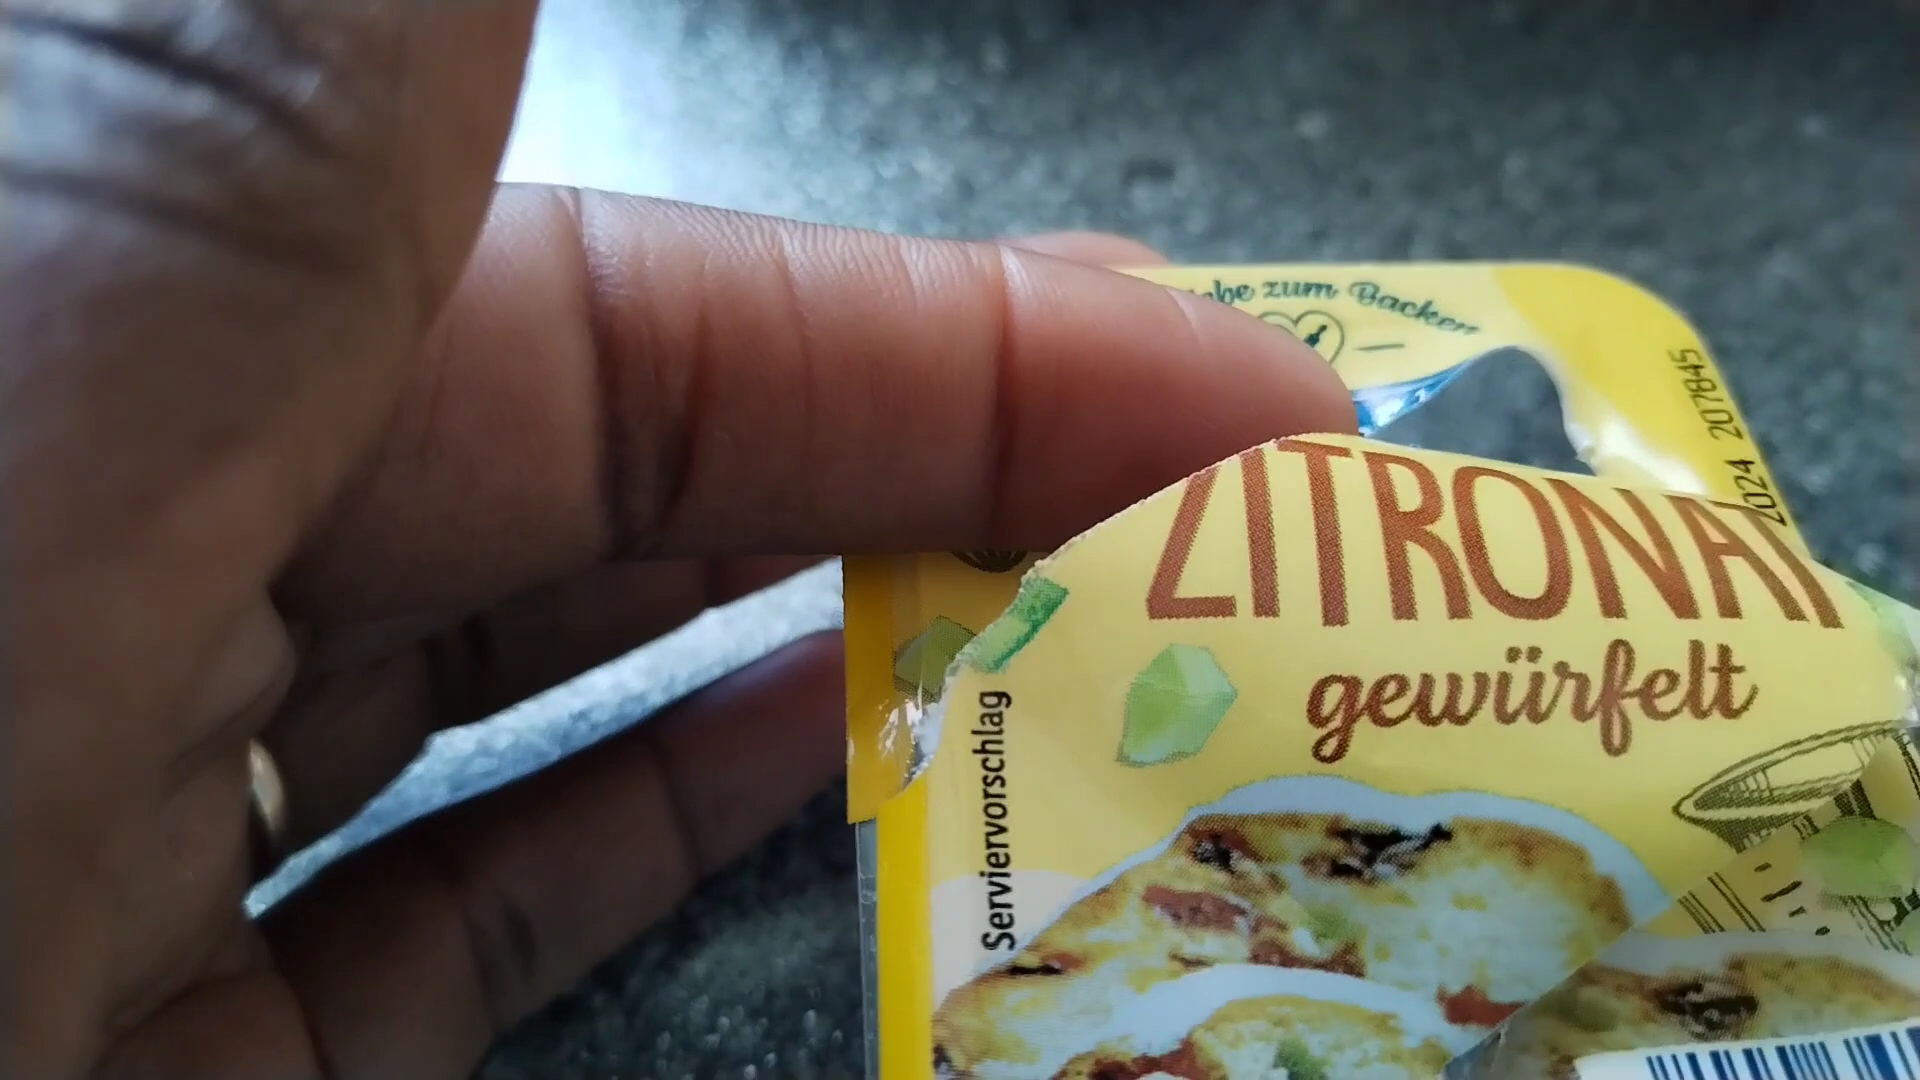 zum Backen
2024 207845
ZITRONAT
gewürfelt
Serviervorschlag